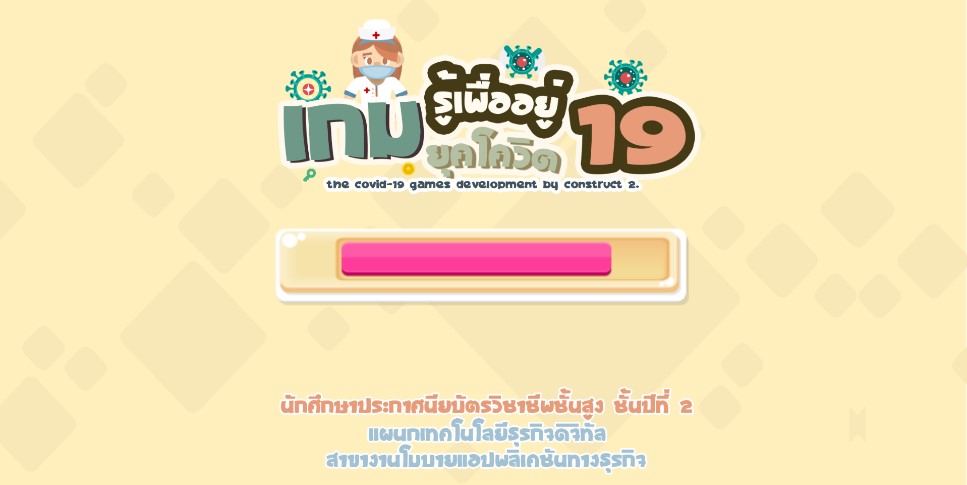 เกม รู้เพื่ออยู่ 19
ยุคโควิด
the covid-19 games development by construct 2.
นักศึกษาประกาศนียบัตรวิชาชีพชั้นสูง ชั้นปีที่ 2
แผนกเทคโนโลยีธุรกิจดิจิทัล
สาขางานโมบายแอปพลิเคชันทางธุรกิจ